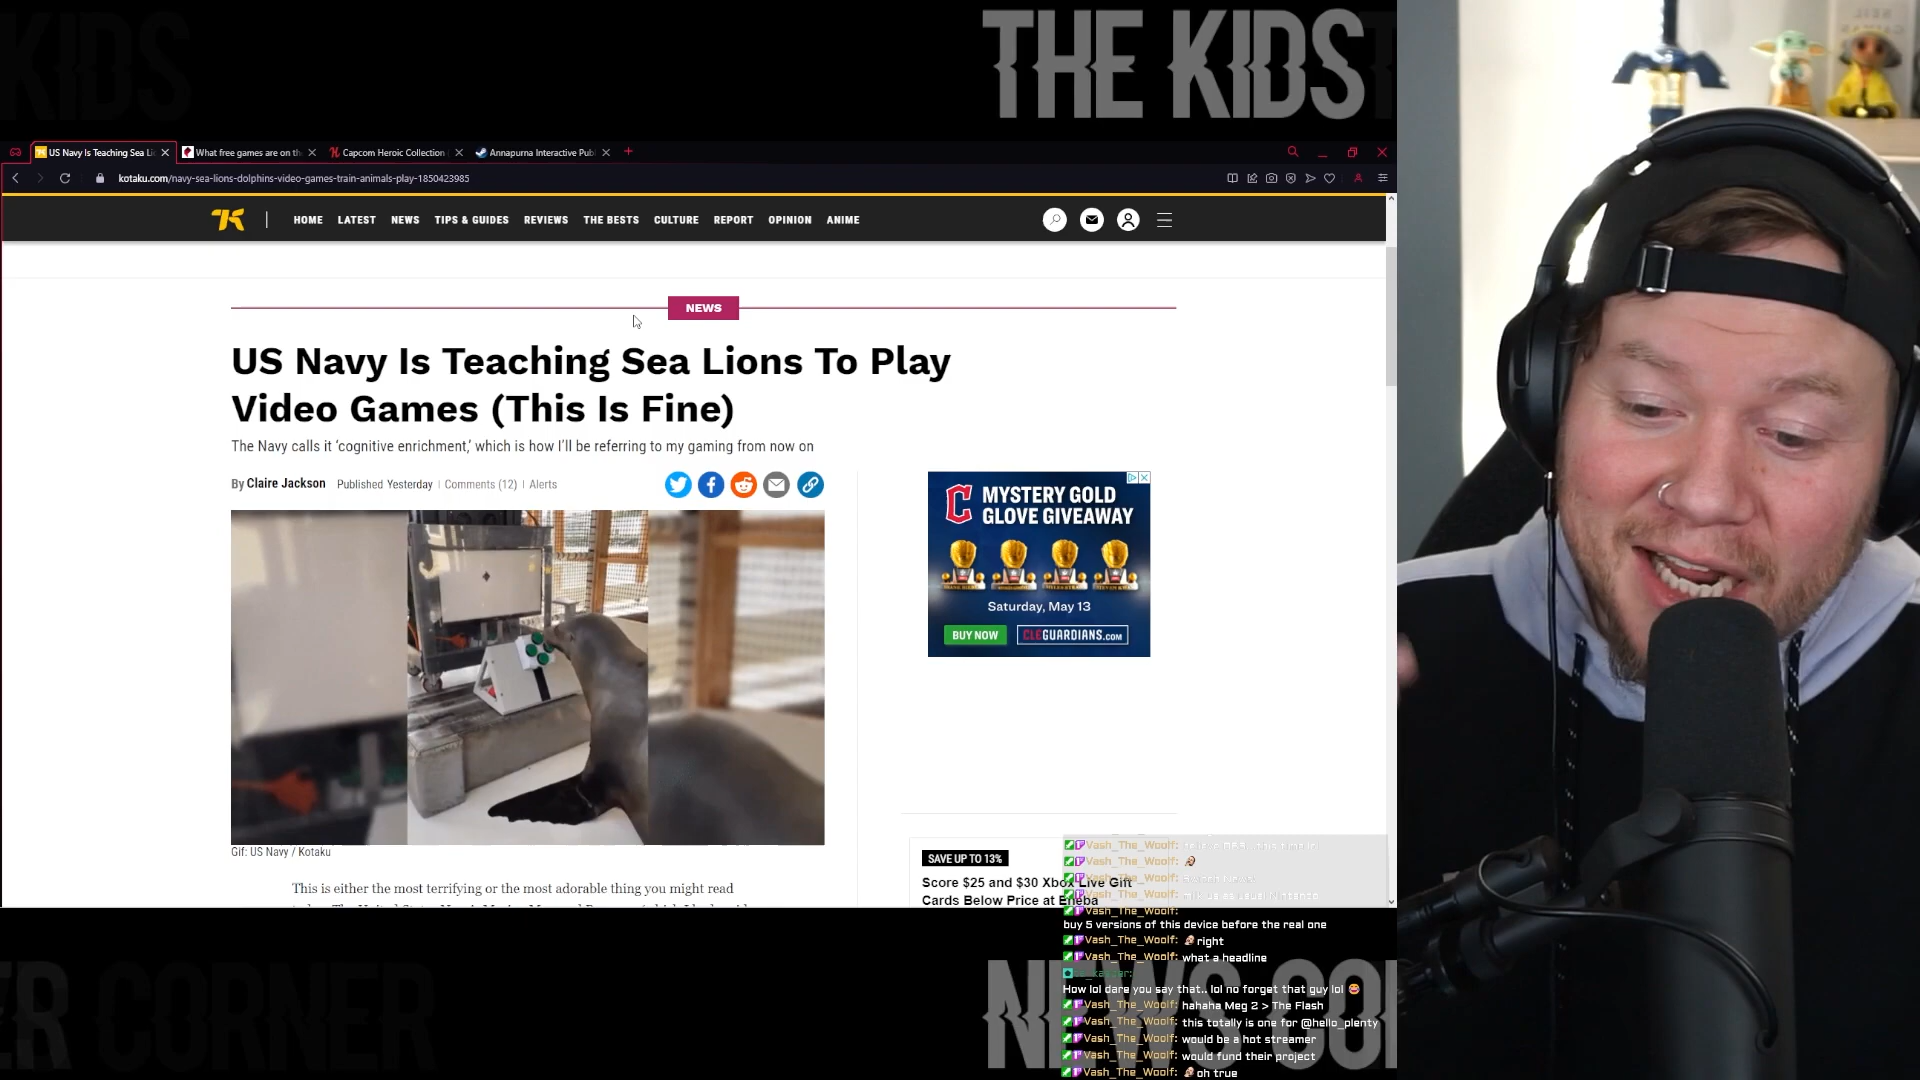 KIDS
THE KIDS
US Navy Is Teaching Sea Li
What free games are on th
Capcom Heroic Collection
Annapurna Interactive Publ
kotaku.com/navy-sea-lions-dolphins-video-games-train-animals-play-1850423985
HOME LATEST NEWS TIPS & GUIDES REVIEWS THE BESTS CULTURE REPORT OPINION ANIME
NEWS
US Navy Is Teaching Sea Lions To Play
Video Games (This Is Fine)
The Navy calls it ‘cognitive enrichment,’ which is how I’ll be referring to my gaming from now on
By Claire Jackson Published Yesterday | Comments (12) | Alerts
MYSTERY GOLD
GLOVE GIVEAWAY
Saturday, May 13
BUY NOW CLEGUARDIANS.COM
Gif: US Navy / Kotaku
This is either the most terrifying or the most adorable thing you might read
SAVE UP TO 13%
Score $25 and $30 Xbox Live Gift
Cards Below Price at Eneba
Vash_The_Woolf:
Vash_The_Woolf:
Vash_The_Woolf:
Vash_The_Woolf:
Vash_The_Woolf:
buy 5 versions of this device before the real one
Vash_The_Woolf: right
Vash_The_Woolf: what a headline
How lol dare you say that.. lol no forget that guy lol
Vash_The_Woolf: hahaha Meg 2 > The Flash
Vash_The_Woolf: this totally is one for @hello_plenty
Vash_The_Woolf: would be a hot streamer
Vash_The_Woolf: would fund their project
Vash_The_Woolf: oh true
ER CORNER
NEWS CO